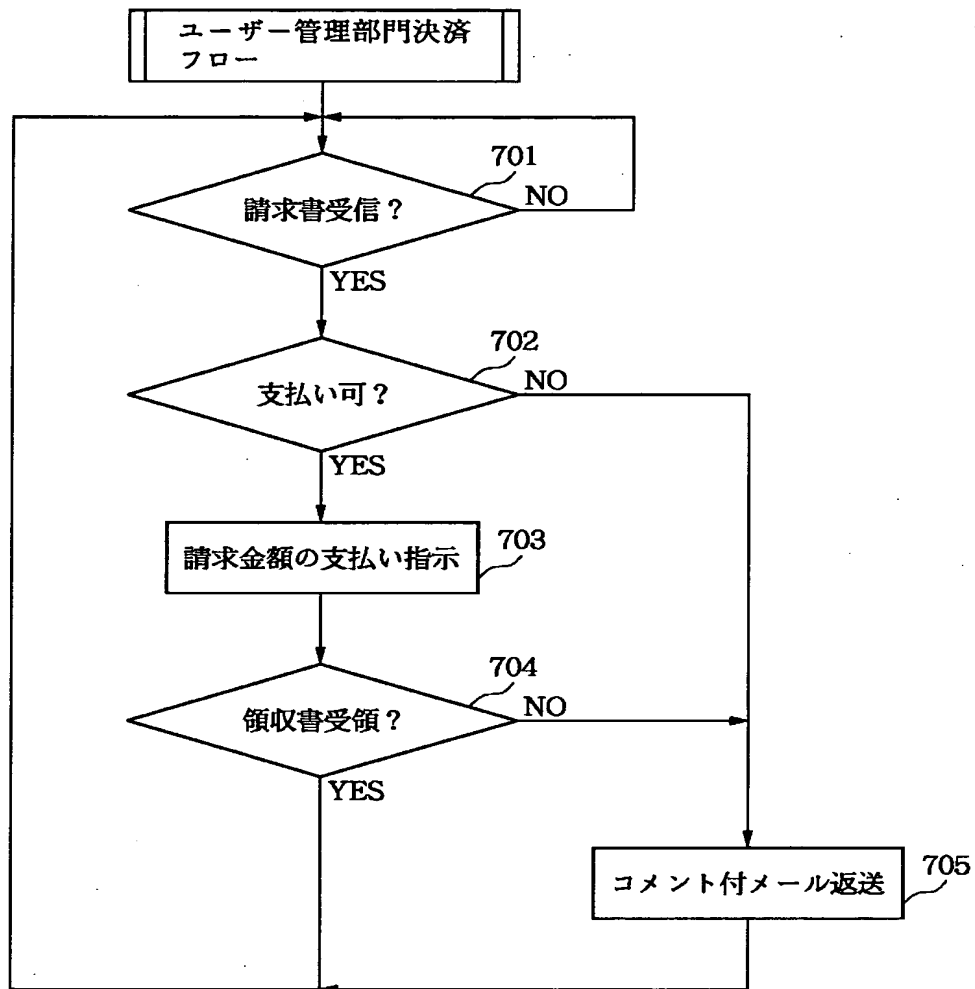 ユーザー管理部門決済
フロー
701
請求書受信？
NO
YES
702
支払い可？
NO
YES
請求金額の支払い指示
703
704
領収書受領？
NO
YES
コメント付メール返送
705